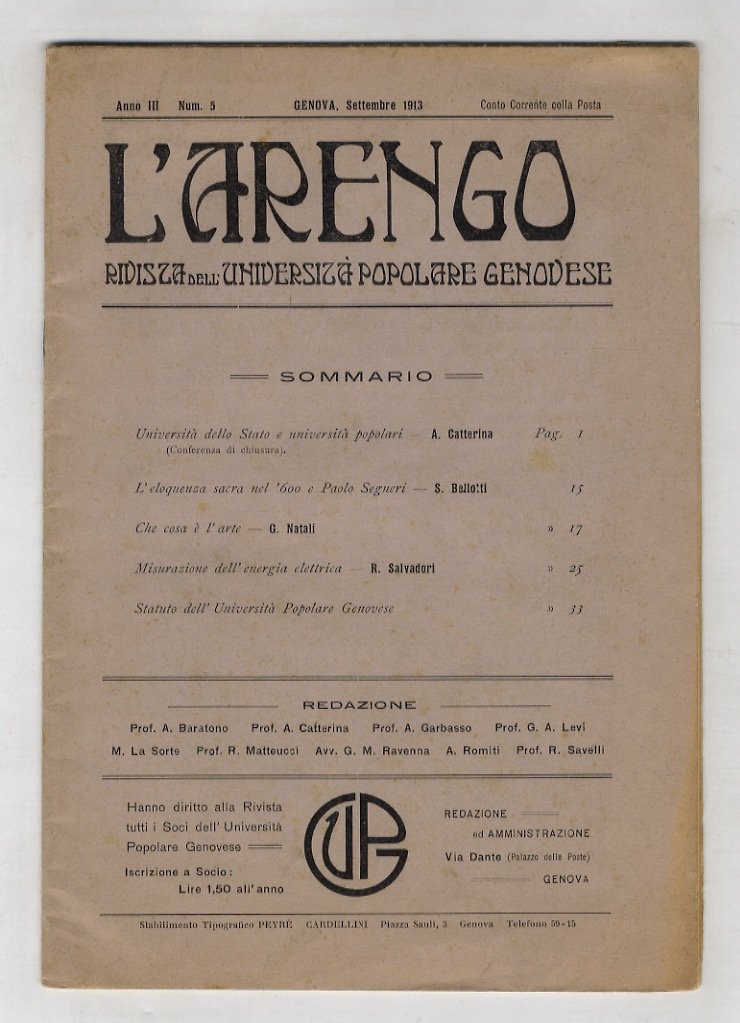 Anno III Num. 5 GENOVA, Settembre 1913 Conto Corrente colla Posta
L'ARENGO
RIVISTA DELL'UNIVERSITÀ POPOLARE GENOVESE
SOMMARIO
Università dello Stato e università popolari — A. Catterina Pag. 1
(Conferenza di chiusura).
L'eloquenza sacra nel '600 e Paolo Segneri — S. Bellotti 15
Che cosa è l'arte — G. Natali » 17
Misurazione dell'energia elettrica — R. Salvadori » 25
Statuto dell'Università Popolare Genovese » 33
REDAZIONE
Prof. A. Baratono Prof. A. Catterina Prof. A. Garbasso Prof. G. A. Levi
M. La Sorte Prof. R. Matteucci Avv. G. M. Ravenna A. Romiti Prof. R. Savelli
Hanno diritto alla Rivista
tutti i Soci dell'Università
Popolare Genovese
Iscrizione a Socio:
Lire 1,50 all'anno
UPG
REDAZIONE
ed AMMINISTRAZIONE
Via Dante (Palazzo delle Poste)
GENOVA
Stabilimento Tipografico PEYRÈ CARDELLINI Piazza Sauli, 3 Genova Telefono 59-15